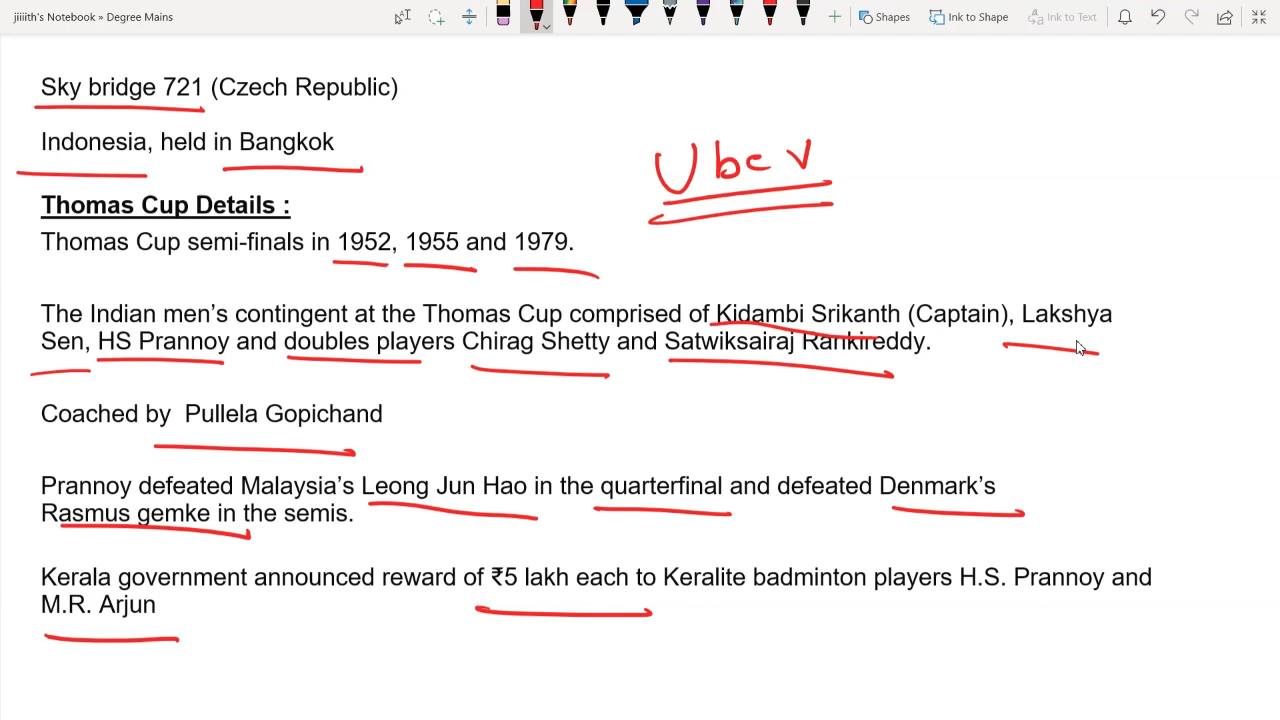 jiiiith's Notebook » Degree Mains
Shapes
Ink to Shape
Ink to Text
Sky bridge 721 (Czech Republic)
Indonesia, held in Bangkok
Uber
Thomas Cup Details :
Thomas Cup semi-finals in 1952, 1955 and 1979.
The Indian men's contingent at the Thomas Cup comprised of Kidambi Srikanth (Captain), Lakshya
Sen, HS Prannoy and doubles players Chirag Shetty and Satwiksairaj Rankireddy.
Coached by Pullela Gopichand
Prannoy defeated Malaysia's Leong Jun Hao in the quarterfinal and defeated Denmark's
Rasmus gemke in the semis.
Kerala government announced reward of ₹5 lakh each to Keralite badminton players H.S. Prannoy and
M.R. Arjun